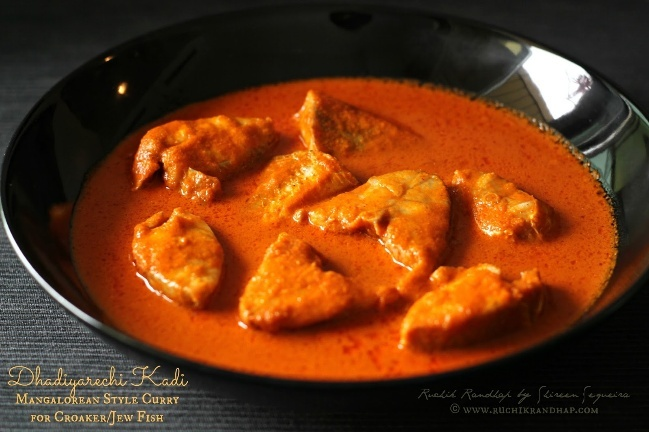 Dhadiyarechi Kadi
Mangalorean Style Curry
for Croaker/Jew Fish
Ruchik Randhap by Shireen Sequeira
© www.ruchikrandhap.com